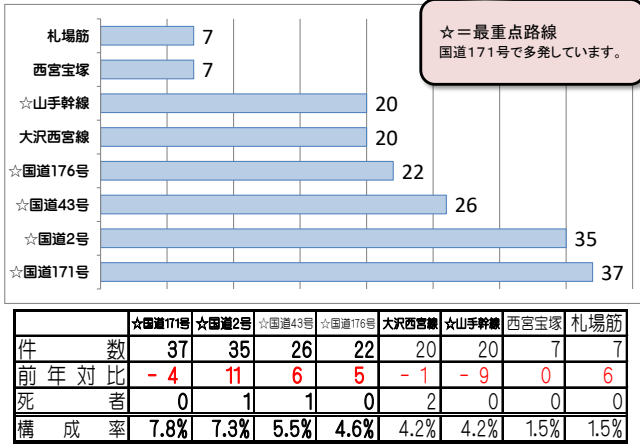 ☆=最重点路線
国道171号で多発しています。
札場筋 7
西宮宝塚 7
☆山手幹線 20
大沢西宮線 20
☆国道176号 22
☆国道43号 26
☆国道2号 35
☆国道171号 37
☆国道171号 ☆国道2号 ☆国道43号 ☆国道176号 大沢西宮線 ☆山手幹線 西宮宝塚 札場筋
件数 37 35 26 22 20 20 7 7
前年対比 - 4 11 6 5 - 1 - 9 0 6
死者 0 1 1 0 2 0 0 0
構成率 7.8% 7.3% 5.5% 4.6% 4.2% 4.2% 1.5% 1.5%